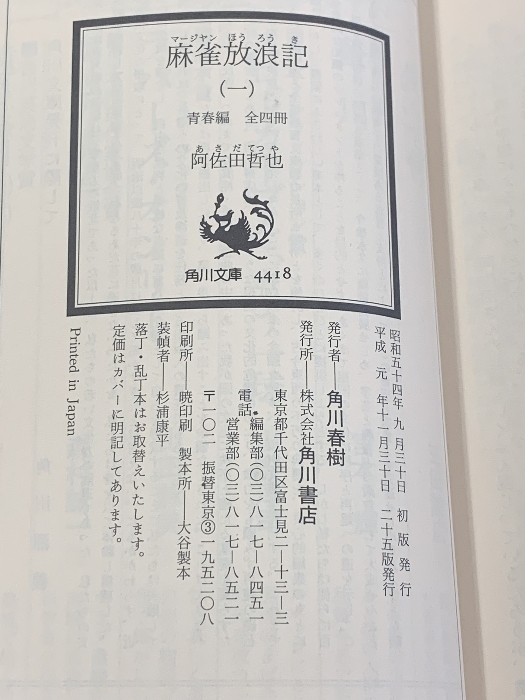 マージャン ほう ろう き
麻雀放浪記
(一)
青春編 全四冊
あ さ だ てつ や
阿佐田哲也
角川文庫 4418
昭和五十四年 九 月三十日 初 版 発 行
平成 元 年十一月三十日 二十五版発行
発行者――角川春樹
発行所――株式会社角川書店
東京都千代田区富士見二―十三―三
電話 編集部(〇三)八一七―八四五一
営業部(〇三)八一七―八五二一
〒一〇二 振替東京③一九五二〇八
印刷所――暁印刷 製本所――大谷製本
装幀者――杉浦康平
落丁・乱丁本はお取替えいたします。
定価はカバーに明記してあります。
Printed in Japan